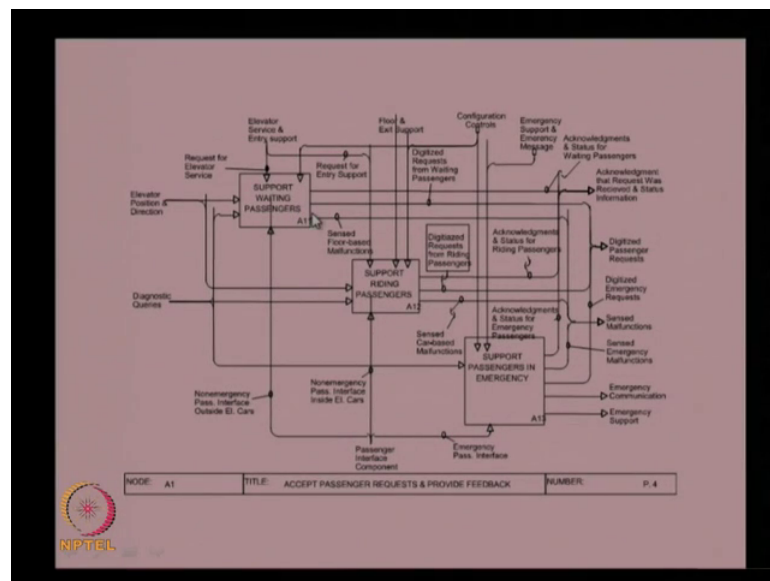 Elevator
Service &
Entry support
Floor &
Exit Support
Configuration
Controls
Emergency
Support &
Emergency
Message
Acknowledgments
& Status for
Waiting Passengers
Request for
Elevator
Service
Request for
Entry Support
Digitized
Requests
from Waiting
Passengers
Acknowledgment
that Request Was
Recieved & Status
Information
Elevator
Position &
Direction
SUPPORT
WAITING
PASSENGERS
A11
Sensed
Floor-based
Malfunctions
Digitiazed
Requests
from Riding
Passengers
Acknowledgments
& Status for
Riding Passengers
Digitized
Passenger
Requests
SUPPORT
RIDING
PASSENGERS
A12
Digitized
Emergency
Requests
Diagnostic
Queries
Sensed
Car-based
Malfunctions
Acknowledgments
& Status for
Emergency
Passengers
Sensed
Malfunctions
SUPPORT
PASSENGERS IN
EMERGENCY
A13
Sensed
Emergency
Malfunctions
Nonemergency
Pass. Interface
Outside El. Cars
Nonemergency
Pass. Interface
Inside El. Cars
Emergency
Communication
Emergency
Support
Passenger
Interface
Component
Emergency
Pass. Interface
NODE: A1 TITLE: ACCEPT PASSENGER REQUESTS & PROVIDE FEEDBACK NUMBER: P. 4
NPTEL